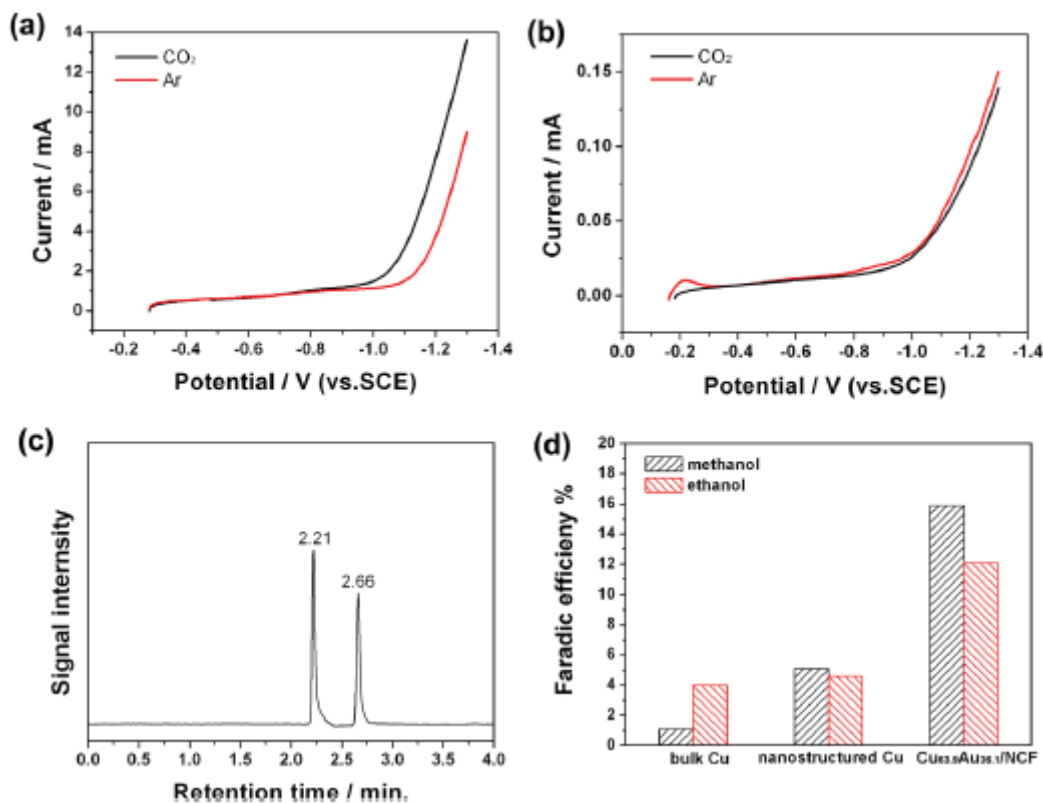 (a)
CO₂
Ar
Current / mA
14
12
10
8
6
4
2
0
-0.2 -0.4 -0.6 -0.8 -1.0 -1.2 -1.4
Potential / V (vs.SCE)
(b)
CO₂
Ar
Current / mA
0.15
0.10
0.05
0.00
0.0 -0.2 -0.4 -0.6 -0.8 -1.0 -1.2 -1.4
Potential / V (vs.SCE)
(c)
Signal internsity
2.21
2.66
0.0 0.5 1.0 1.5 2.0 2.5 3.0 3.5 4.0
Retention time / min.
(d)
methanol
ethanol
Faradic efficieny %
20
18
16
14
12
10
8
6
4
2
0
bulk Cu nanostructured Cu Cu₆₃.₉Au₃₆.₁/NCF